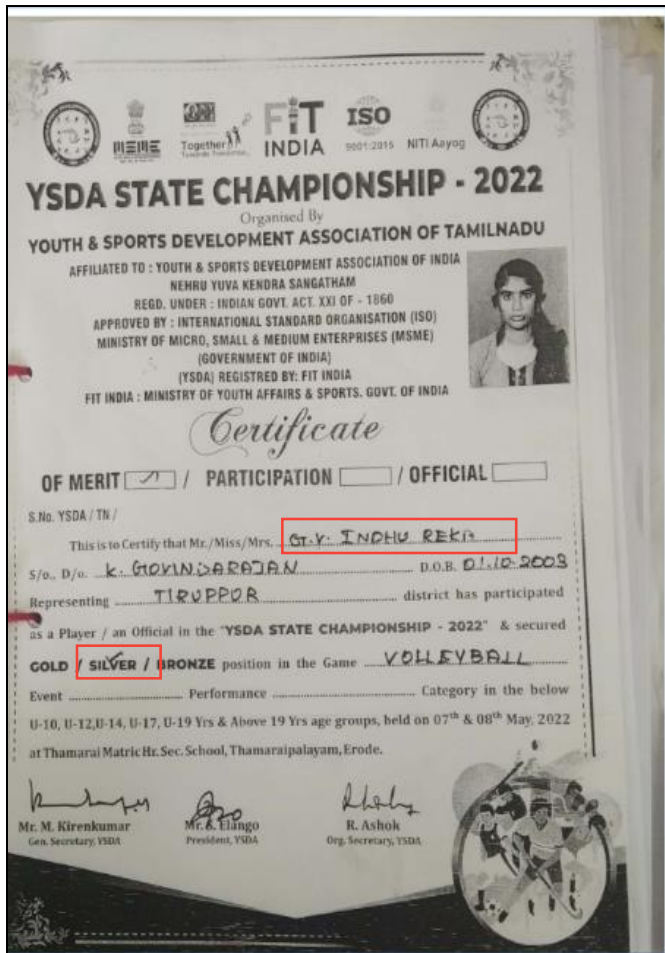 MSME
Together
Towards Tomorrow...
FiT
INDIA
ISO
9001:2015
NITI Aayog
YSDA STATE CHAMPIONSHIP - 2022
Organised By
YOUTH & SPORTS DEVELOPMENT ASSOCIATION OF TAMILNADU
AFFILIATED TO : YOUTH & SPORTS DEVELOPMENT ASSOCIATION OF INDIA
NEHRU YUVA KENDRA SANGATHAM
REGD. UNDER : INDIAN GOVT. ACT. XXI OF - 1860
APPROVED BY : INTERNATIONAL STANDARD ORGANISATION (ISO)
MINISTRY OF MICRO, SMALL & MEDIUM ENTERPRISES (MSME)
(GOVERNMENT OF INDIA)
(YSDA) REGISTRED BY: FIT INDIA
FIT INDIA : MINISTRY OF YOUTH AFFAIRS & SPORTS. GOVT. OF INDIA
Certificate
OF MERIT / PARTICIPATION / OFFICIAL
S.No. YSDA / TN /
This is to Certify that Mr./Miss/Mrs. G.Y. INDHU REKA
S/o., D/o. K. GOVINDARAJAN D.O.B. 01.10.2003
Representing TIRUPPUR district has participated
as a Player / an Official in the "YSDA STATE CHAMPIONSHIP - 2022" & secured
GOLD / SILVER / BRONZE position in the Game VOLLEYBALL
Event Performance Category in the below
U-10, U-12,U-14, U-17, U-19 Yrs & Above 19 Yrs age groups, held on 07th & 08th May, 2022
at Thamarai Matric Hr. Sec. School, Thamaraipalayam, Erode.
Mr. M. Kirenkumar
Gen. Secretary, YSDA
Mr. S. Elango
President, YSDA
R. Ashok
Org. Secretary, YSDA